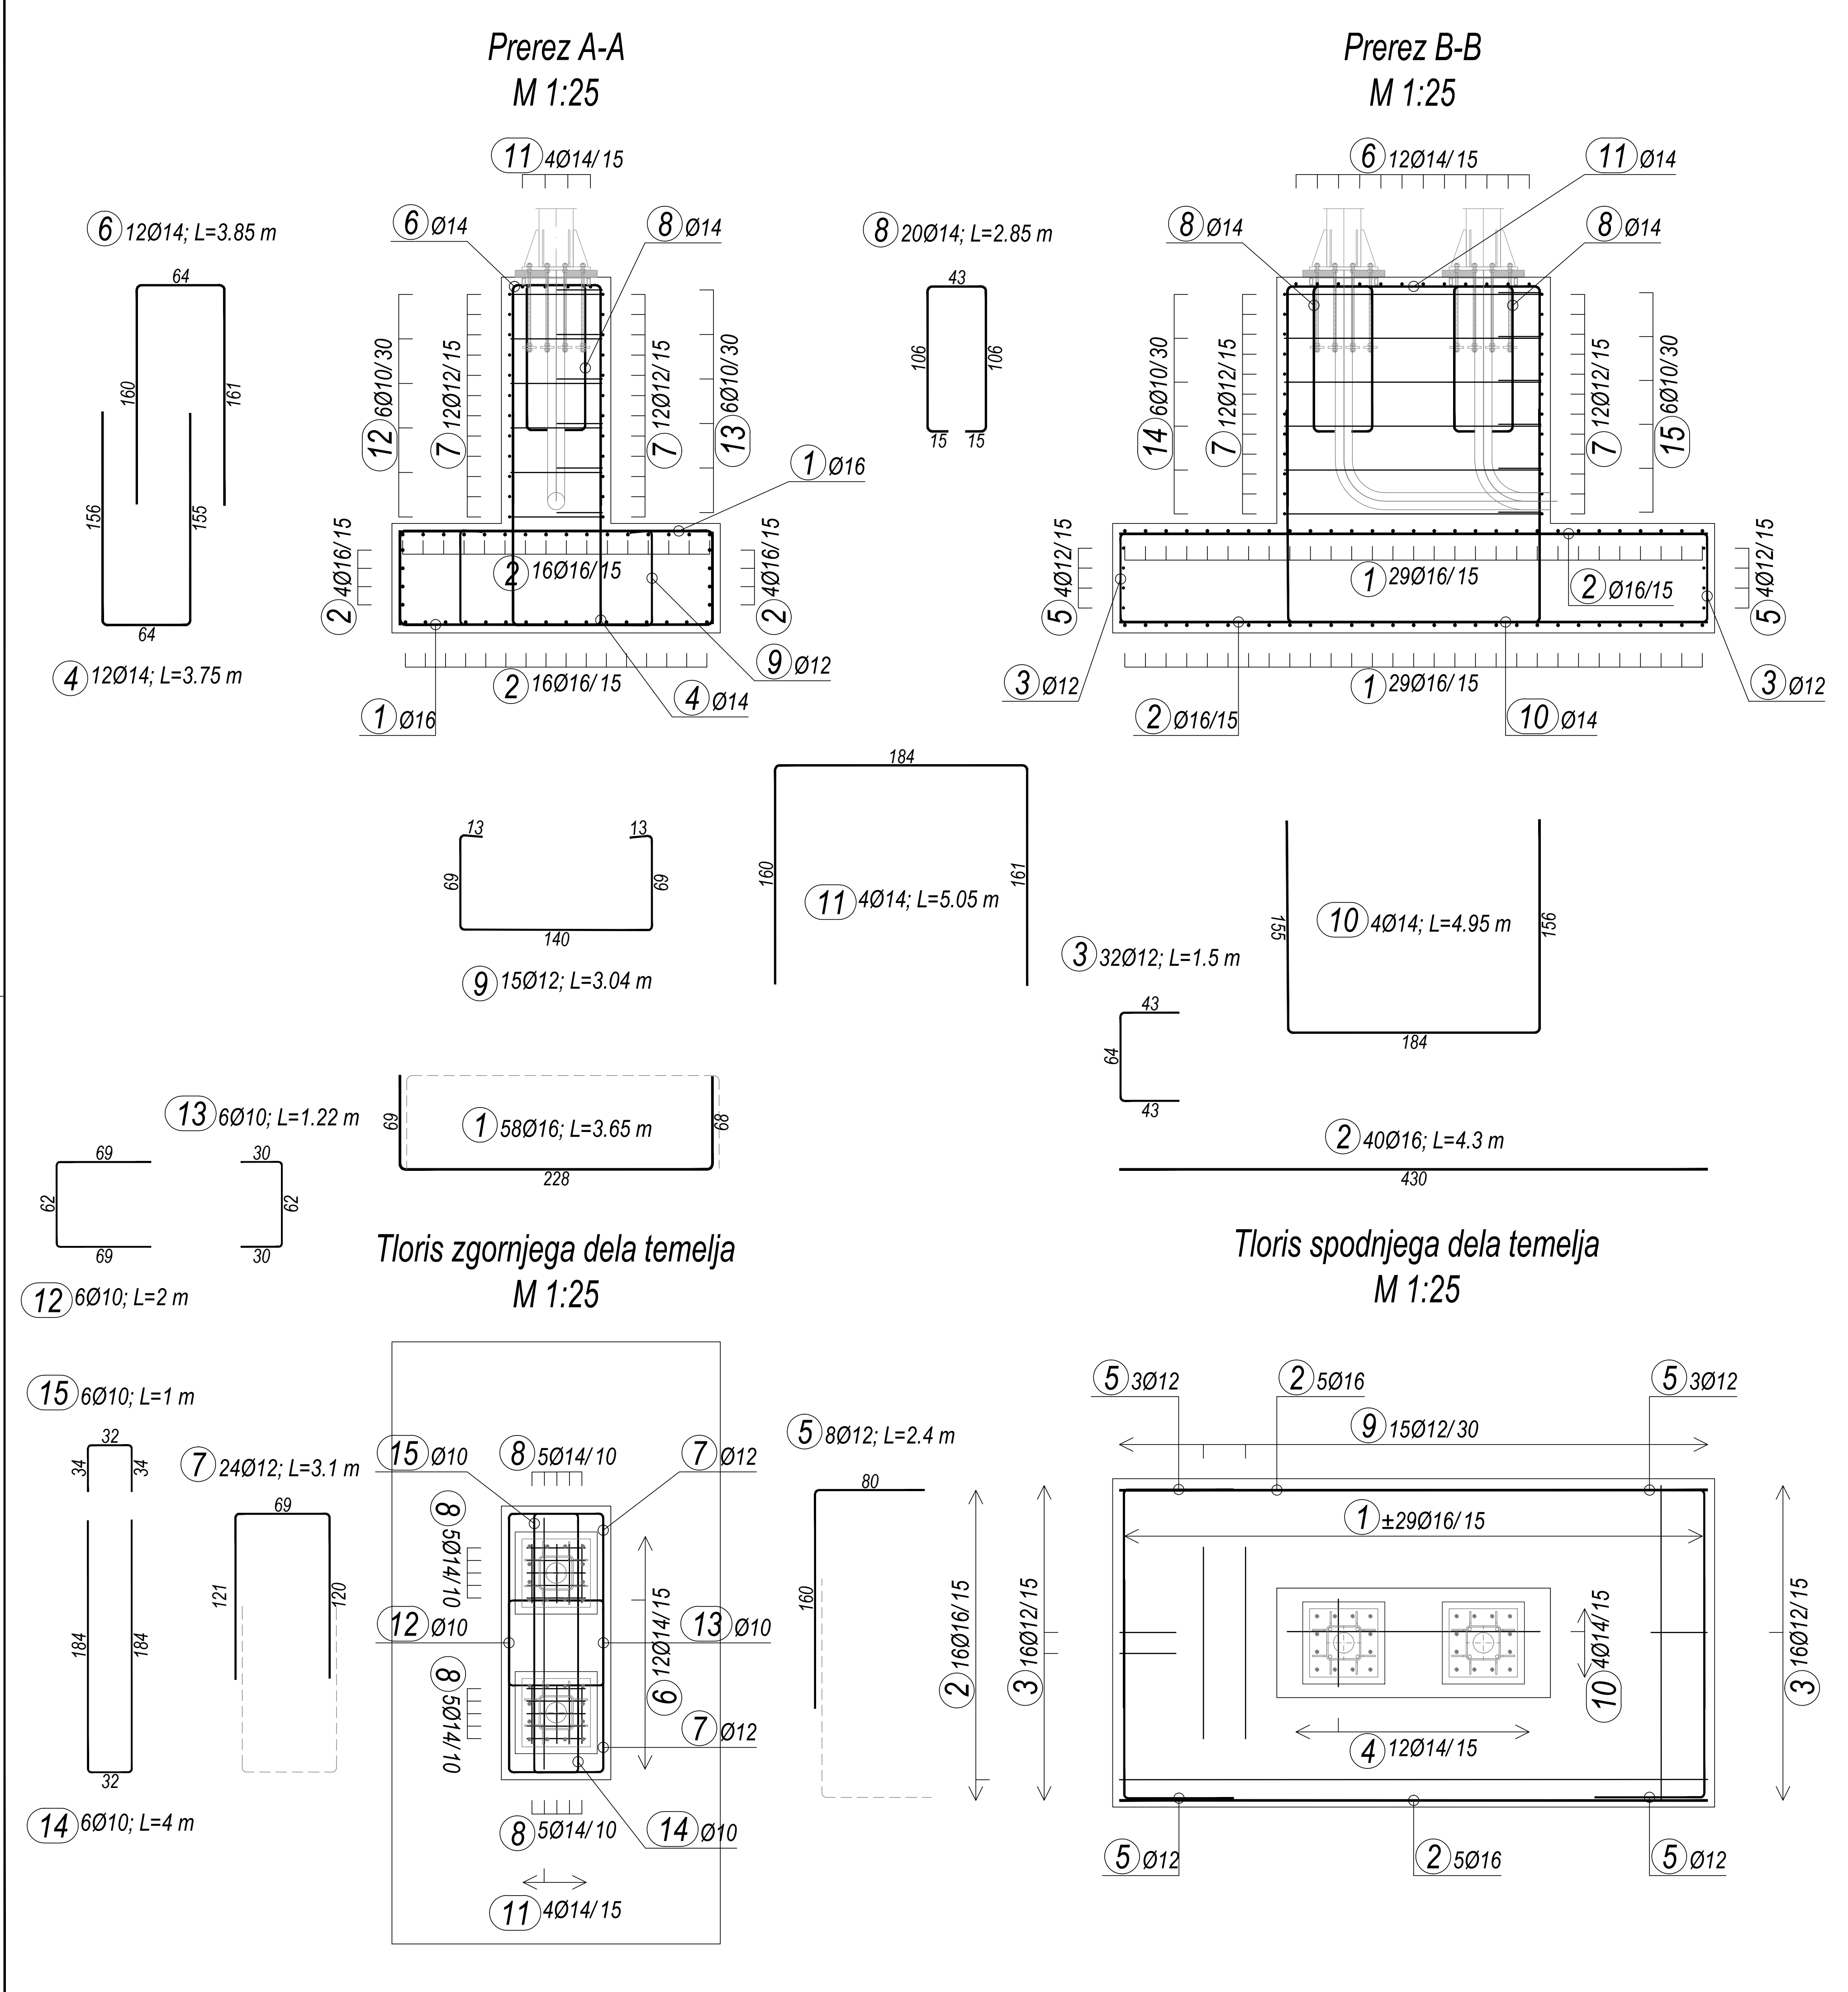 Prerez A-A
M 1:25
Prerez B-B
M 1:25
11 4Ø14/15
6 12Ø14/15
11 Ø14
6 12Ø14; L=3.85 m
64
160
161
156
155
64
4 12Ø14; L=3.75 m
6 Ø14
8 Ø14
12 6Ø10/30
7 12Ø12/15
7 12Ø12/15
13 6Ø10/30
1 Ø16
2 4Ø16/15
2 16Ø16/15
2 4Ø16/15
9 Ø12
2 16Ø16/15
4 Ø14
1 Ø16
8 20Ø14; L=2.85 m
43
106
106
15
15
8 Ø14
8 Ø14
14 6Ø10/30
7 12Ø12/15
7 12Ø12/15
15 6Ø10/30
5 4Ø12/15
1 29Ø16/15
2 Ø16/15
5 4Ø12/15
3 Ø12
1 29Ø16/15
3 Ø12
2 Ø16/15
10 Ø14
13
13
69
69
140
9 15Ø12; L=3.04 m
184
160
161
11 4Ø14; L=5.05 m
155
156
10 4Ø14; L=4.95 m
184
3 32Ø12; L=1.5 m
43
64
43
13 6Ø10; L=1.22 m
69
62
69
30
62
30
12 6Ø10; L=2 m
69
68
1 58Ø16; L=3.65 m
228
2 40Ø16; L=4.3 m
430
Tloris zgornjega dela temelja
M 1:25
Tloris spodnjega dela temelja
M 1:25
15 6Ø10; L=1 m
32
34
34
184
184
32
14 6Ø10; L=4 m
7 24Ø12; L=3.1 m
69
121
120
15 Ø10
8 5Ø14/10
7 Ø12
8 5Ø14/10
12 Ø10
13 Ø10
6 12Ø14/15
8 5Ø14/10
7 Ø12
8 5Ø14/10
14 Ø10
11 4Ø14/15
5 8Ø12; L=2.4 m
80
160
2 16Ø16/15
3 16Ø12/15
5 3Ø12
2 5Ø16
5 3Ø12
9 15Ø12/30
1 ±29Ø16/15
10 4Ø14/15
4 12Ø14/15
3 16Ø12/15
5 Ø12
2 5Ø16
5 Ø12